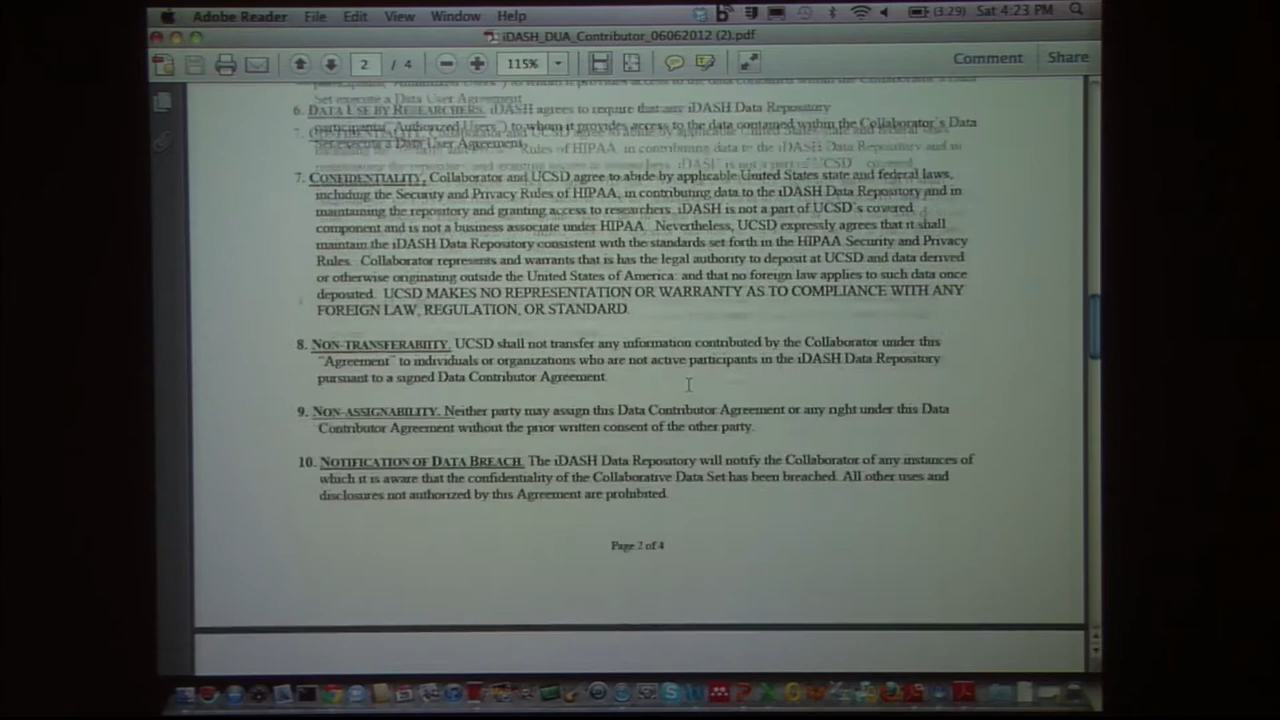 Adobe Reader File Edit View Window Help (3:29) Sat 4:23 PM
iDASH_DUA_Contributor_06062012 (2).pdf
2 / 4 115% Comment Share
Set execute a Data User Agreement
6. DATA USE BY RESEARCHERS. iDASH agrees to require that any iDASH Data Repository
participants ("Authorized Users") to whom it provides access to the data contained within the Collaborator's Data
Set execute a Data User Agreement.
7. CONFIDENTIALITY. Collaborator and UCSD agree to abide by applicable United States state and federal laws,
including the Security and Privacy Rules of HIPAA, in contributing data to the iDASH Data Repository and in
maintaining the repository and granting access to researchers. iDASH is not a part of UCSD's covered
component and is not a business associate under HIPAA. Nevertheless, UCSD expressly agrees that it shall
maintain the iDASH Data Repository consistent with the standards set forth in the HIPAA Security and Privacy
Rules. Collaborator represents and warrants that is has the legal authority to deposit at UCSD and data derived
or otherwise originating outside the United States of America: and that no foreign law applies to such data once
deposited. UCSD MAKES NO REPRESENTATION OR WARRANTY AS TO COMPLIANCE WITH ANY
FOREIGN LAW, REGULATION, OR STANDARD.
8. NON-TRANSFERABIITY. UCSD shall not transfer any information contributed by the Collaborator under this
"Agreement" to individuals or organizations who are not active participants in the iDASH Data Repository
pursuant to a signed Data Contributor Agreement.
9. NON-ASSIGNABILITY. Neither party may assign this Data Contributor Agreement or any right under this Data
Contributor Agreement without the prior written consent of the other party.
10. NOTIFICATION OF DATA BREACH. The iDASH Data Repository will notify the Collaborator of any instances of
which it is aware that the confidentiality of the Collaborative Data Set has been breached. All other uses and
disclosures not authorized by this Agreement are prohibited.
Page 2 of 4